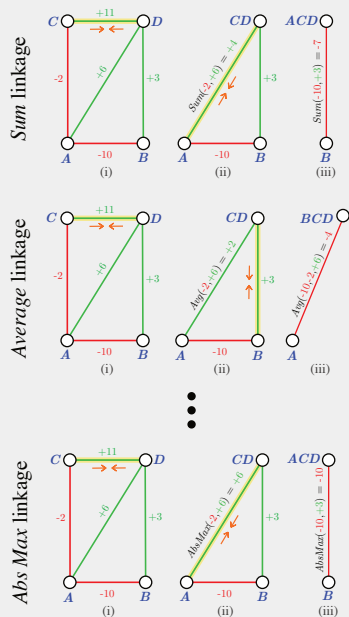 Sum linkage
C
+11
D
-2
+6
+3
A
-10
B
(i)
CD
Sum(-2,+6) = +4
+3
A
-10
B
(ii)
ACD
Sum(-10,+3) = -7
B
(iii)
Average linkage
C
+11
D
-2
+6
+3
A
-10
B
(i)
CD
Avg(-2,+6) = +2
+3
A
-10
B
(ii)
BCD
Avg(-10,-2,+6) = -4
A
(iii)
Abs Max linkage
C
+11
D
-2
+6
+3
A
-10
B
(i)
CD
AbsMax(-2,+6) = +6
+3
A
-10
B
(ii)
ACD
AbsMax(-10,+3) = -10
B
(iii)